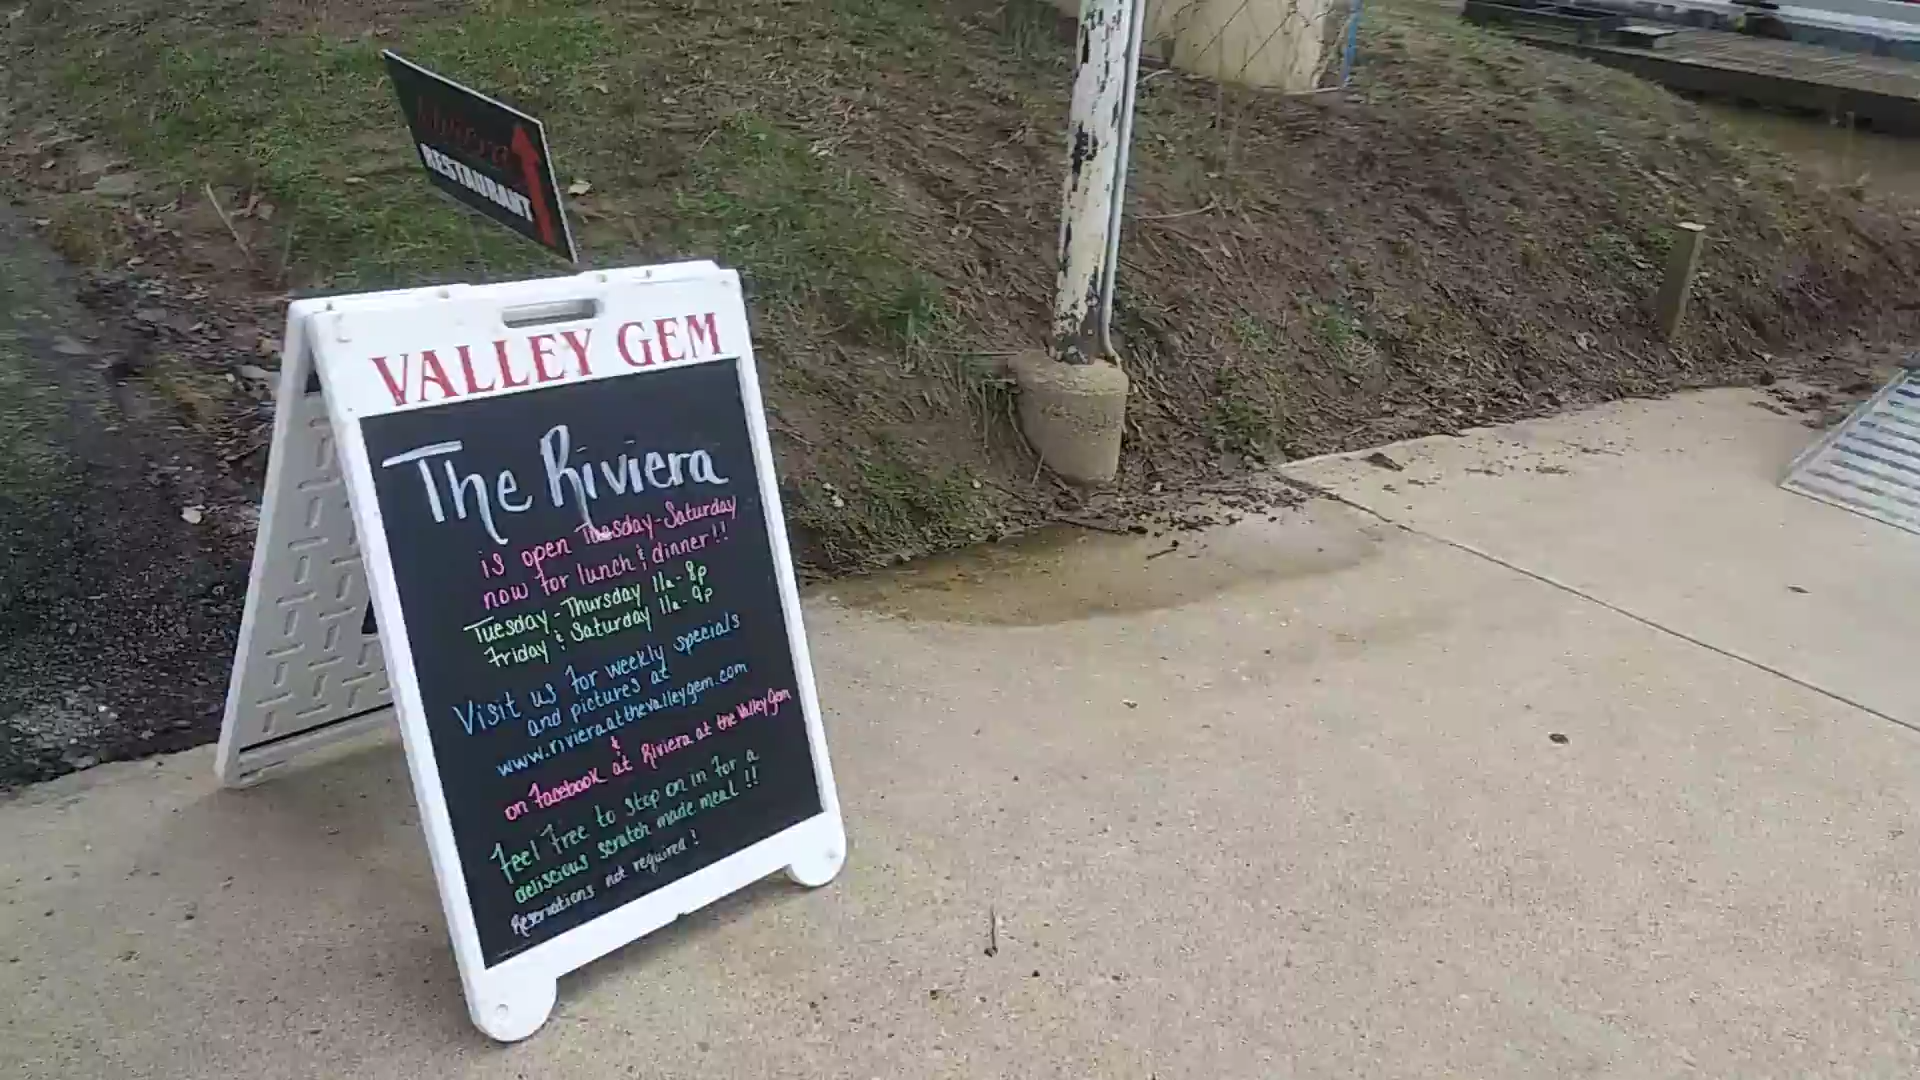 Riviera
RESTAURANT
VALLEY GEM
The Riviera
is open Tuesday-Saturday
now for lunch & dinner!!
Tuesday-Thursday 11a-8p
Friday & Saturday 11a-9p
Visit us for weekly specials
and pictures at
www.rivieraatthevalleygem.com
&
on Facebook at Riviera at the Valley Gem
Feel free to stop on in for a
deliscious scratch made meal!!
Reservations not required!